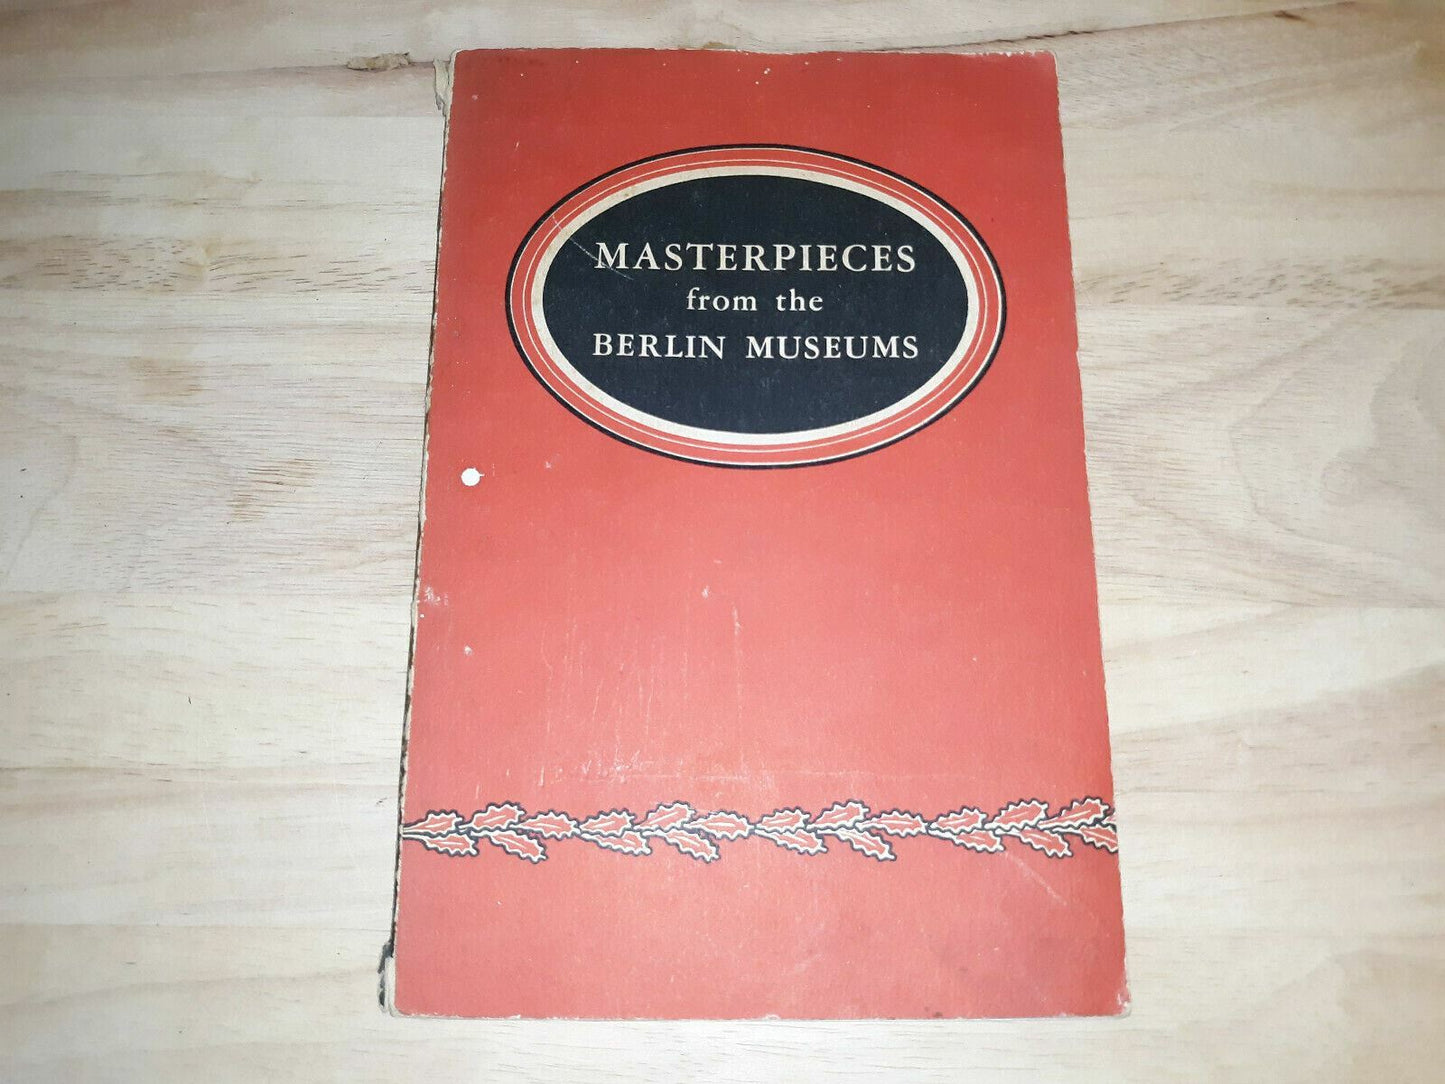 MASTERPIECES
from the
BERLIN MUSEUMS